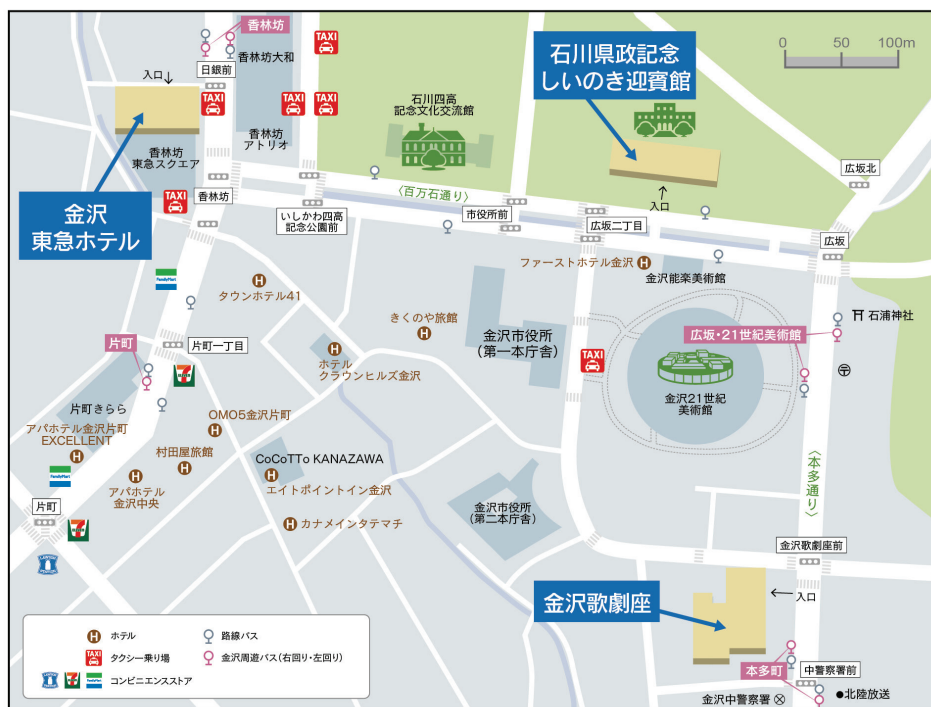 香林坊
TAXI
0 50 100m
石川県政記念
しいのき迎賓館
香林坊大和
日銀前
入口
TAXI
TAXI
TAXI
石川四高
記念文化交流館
香林坊
アトリオ
香林坊
東急スクエア
広坂北
〈百万石通り〉
入口
TAXI
香林坊
金沢
東急ホテル
いしかわ四高
記念公園前
市役所前
広坂二丁目
広坂
ファーストホテル金沢
H
金沢能楽美術館
H
タウンホテル41
FamilyMart
きくのや旅館
H
石浦神社
広坂・21世紀美術館
金沢市役所
(第一本庁舎)
片町
片町一丁目
TAXI
ホテル
クラウンヒルズ金沢
H
金沢21世紀
美術館
7
片町きらら
アパホテル金沢片町
EXCELLENT
H
OMO5金沢片町
H
村田屋旅館
H
CoCoTTo KANAZAWA
H
エイトポイントイン金沢
FamilyMart
H
アパホテル
金沢中央
〈本多通り〉
片町
7
H カナメインタテマチ
金沢市役所
(第二本庁舎)
金沢歌劇座前
金沢歌劇座
入口
H ホテル
路線バス
TAXI タクシー乗り場
金沢周遊バス(右回り・左回り)
7 FamilyMart コンビニエンスストア
本多町
中警察署前
金沢中警察署
●北陸放送